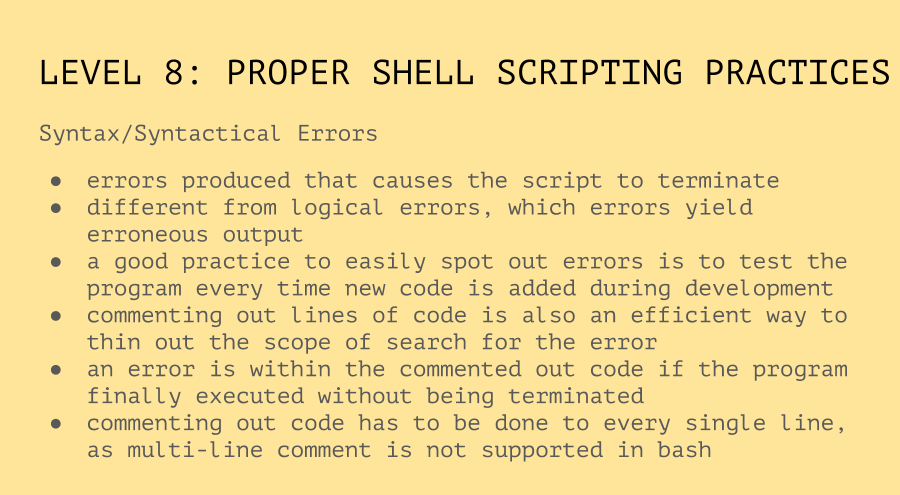 LEVEL 8: PROPER SHELL SCRIPTING PRACTICES
Syntax/Syntactical Errors
● errors produced that causes the script to terminate
● different from logical errors, which errors yield
erroneous output
● a good practice to easily spot out errors is to test the
program every time new code is added during development
● commenting out lines of code is also an efficient way to
thin out the scope of search for the error
● an error is within the commented out code if the program
finally executed without being terminated
● commenting out code has to be done to every single line,
as multi-line comment is not supported in bash